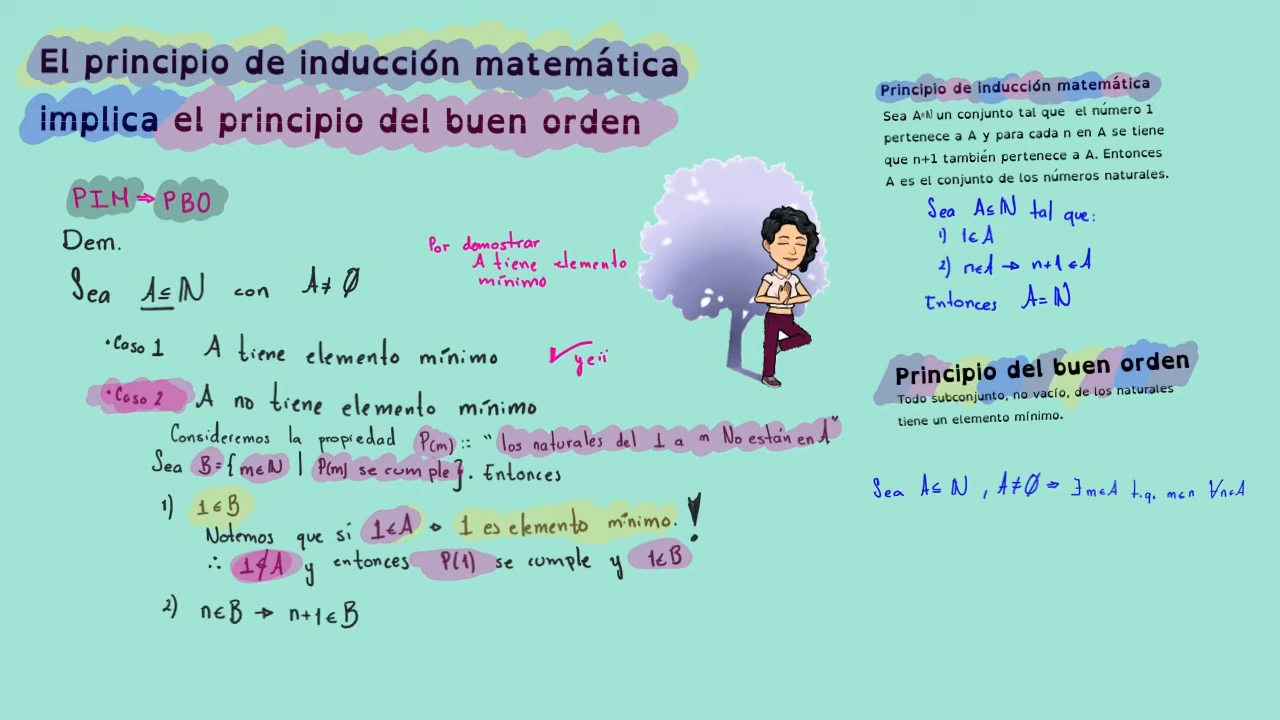 El principio de inducción matemática
implica el principio del buen orden
PIM ⇒ PBO
Dem.
Sea A ⊆ ℕ con A ≠ ∅
Por demostrar
A tiene elemento
mínimo
• Caso 1 A tiene elemento mínimo ✓ yeii
• Caso 2 A no tiene elemento mínimo
Consideremos la propiedad P(m) :: "los naturales del 1 a m No están en A"
Sea B = {m ∈ ℕ | P(m) se cumple}. Entonces
1) 1 ∈ B
Notemos que si 1 ∈ A ⇒ 1 es elemento mínimo. !
∴ 1 ∉ A y entonces P(1) se cumple y 1 ∈ B
2) n ∈ B → n+1 ∈ B
Principio de inducción matemática
Sea A⊆ℕ un conjunto tal que el número 1
pertenece a A y para cada n en A se tiene
que n+1 también pertenece a A. Entonces
A es el conjunto de los números naturales.
Sea A ⊆ ℕ tal que:
1) 1 ∈ A
2) n ∈ A → n+1 ∈ A
Entonces A = ℕ
Principio del buen orden
Todo subconjunto, no vacío, de los naturales
tiene un elemento mínimo.
Sea A ⊆ ℕ, A ≠ ∅ ⇒ ∃ m ∈ A t.q. m ≤ n ∀ n ∈ A